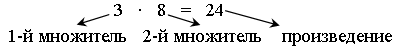 3 · 8 = 24
1-й множитель 2-й множитель произведение